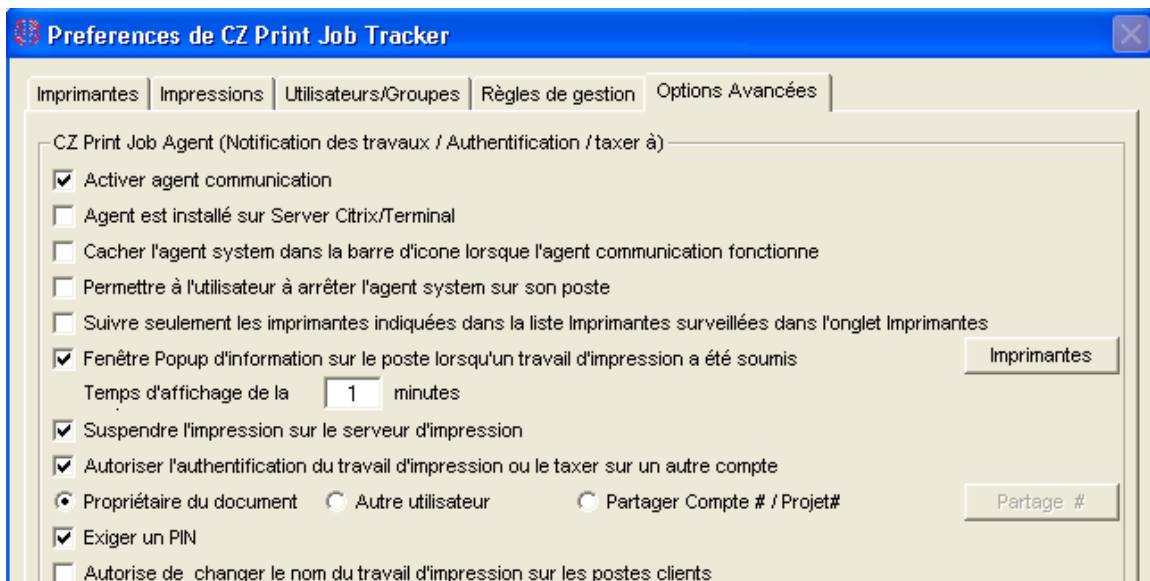 Preferences de CZ Print Job Tracker
Imprimantes Impressions Utilisateurs/Groupes Règles de gestion Options Avancées
CZ Print Job Agent (Notification des travaux / Authentification / taxer à)
Activer agent communication
Agent est installé sur Server Citrix/Terminal
Cacher l'agent system dans la barre d'icone lorsque l'agent communication fonctionne
Permettre à l'utilisateur à arrêter l'agent system sur son poste
Suivre seulement les imprimantes indiquées dans la liste Imprimantes surveillées dans l'onglet Imprimantes
Fenêtre Popup d'information sur le poste lorsqu'un travail d'impression a été soumis Imprimantes
Temps d'affichage de la 1 minutes
Suspendre l'impression sur le serveur d'impression
Autoriser l'authentification du travail d'impression ou le taxer sur un autre compte
Propriétaire du document Autre utilisateur Partager Compte # / Projet# Partage #
Exiger un PIN
Autorise de changer le nom du travail d'impression sur les postes clients